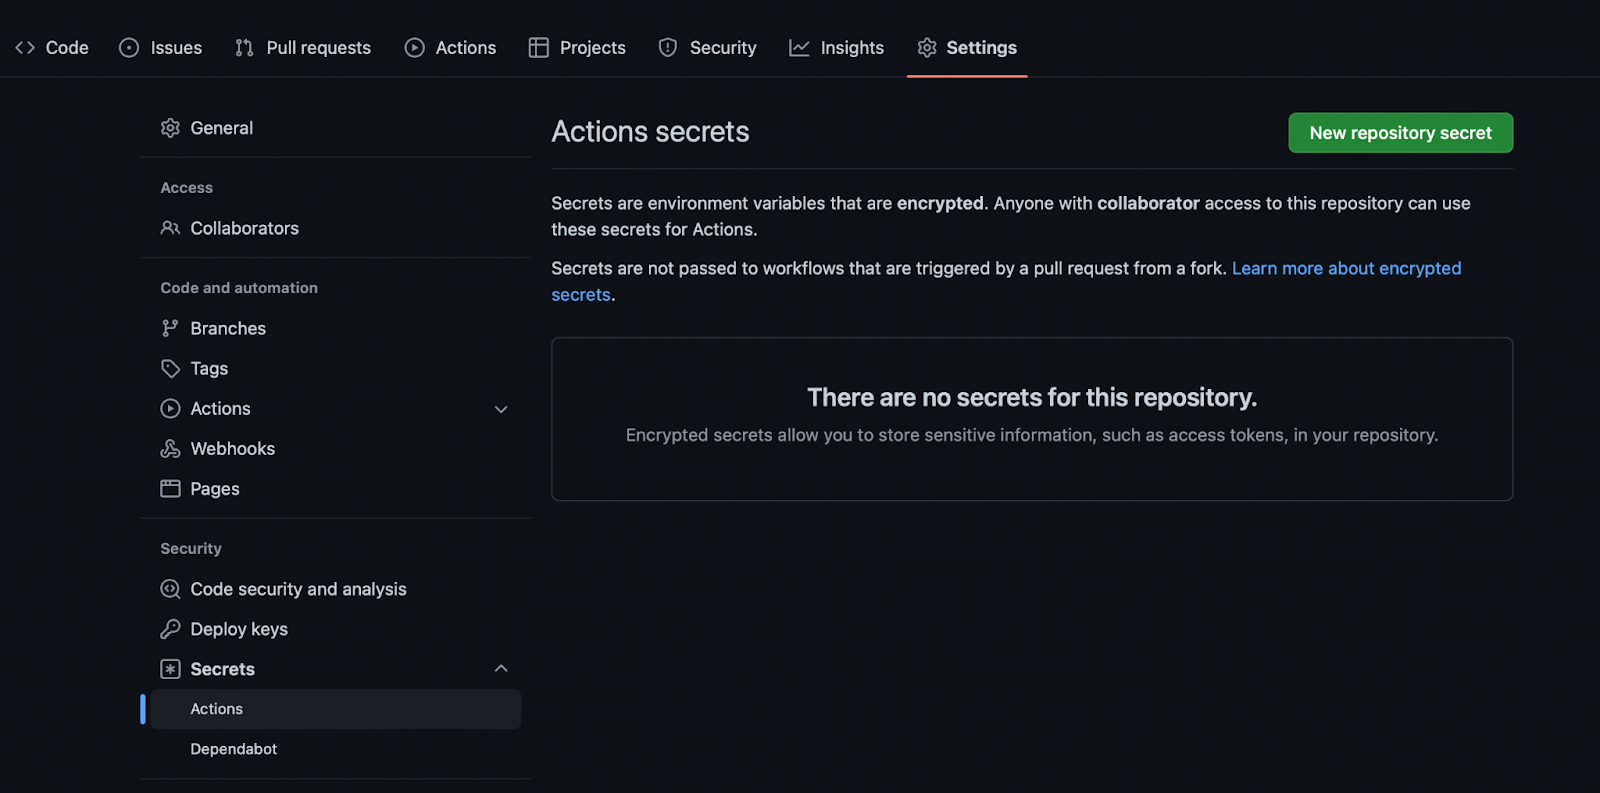 Code Issues Pull requests Actions Projects Security Insights Settings
General
Access
Collaborators
Code and automation
Branches
Tags
Actions
Webhooks
Pages
Security
Code security and analysis
Deploy keys
Secrets
Actions
Dependabot
Actions secrets
New repository secret
Secrets are environment variables that are encrypted. Anyone with collaborator access to this repository can use
these secrets for Actions.
Secrets are not passed to workflows that are triggered by a pull request from a fork. Learn more about encrypted
secrets.
There are no secrets for this repository.
Encrypted secrets allow you to store sensitive information, such as access tokens, in your repository.